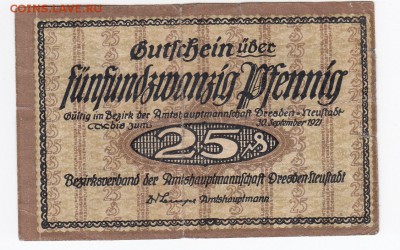 COINS.LAVE.RU
Gutschein über
fünfundzwanzig Pfennig
Gültig im Bezirk der Amtshauptmannschaft Dresden-Neustadt
bis zum 30. September 1921
25
Bezirksverband der Amtshauptmannschaft Dresden-Neustadt
Amtshauptmann